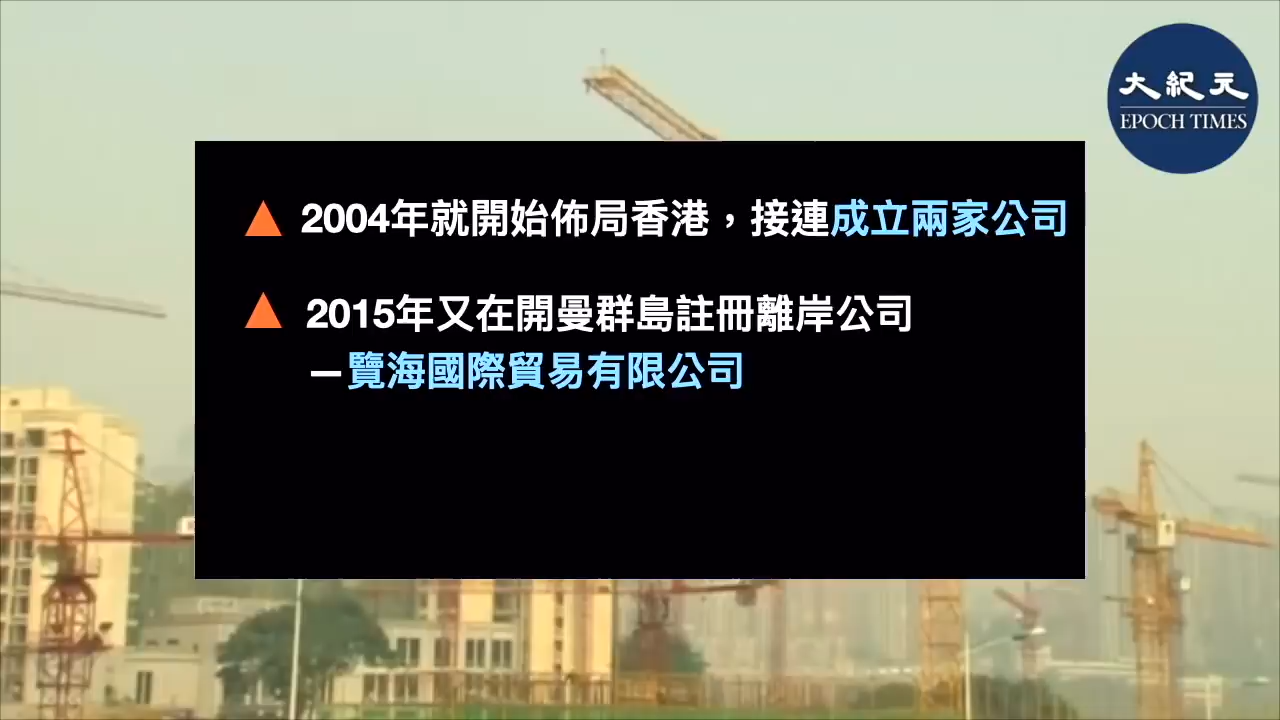 大紀元
EPOCH TIMES
▲ 2004年就開始佈局香港，接連成立兩家公司
▲ 2015年又在開曼群島註冊離岸公司
—覽海國際貿易有限公司